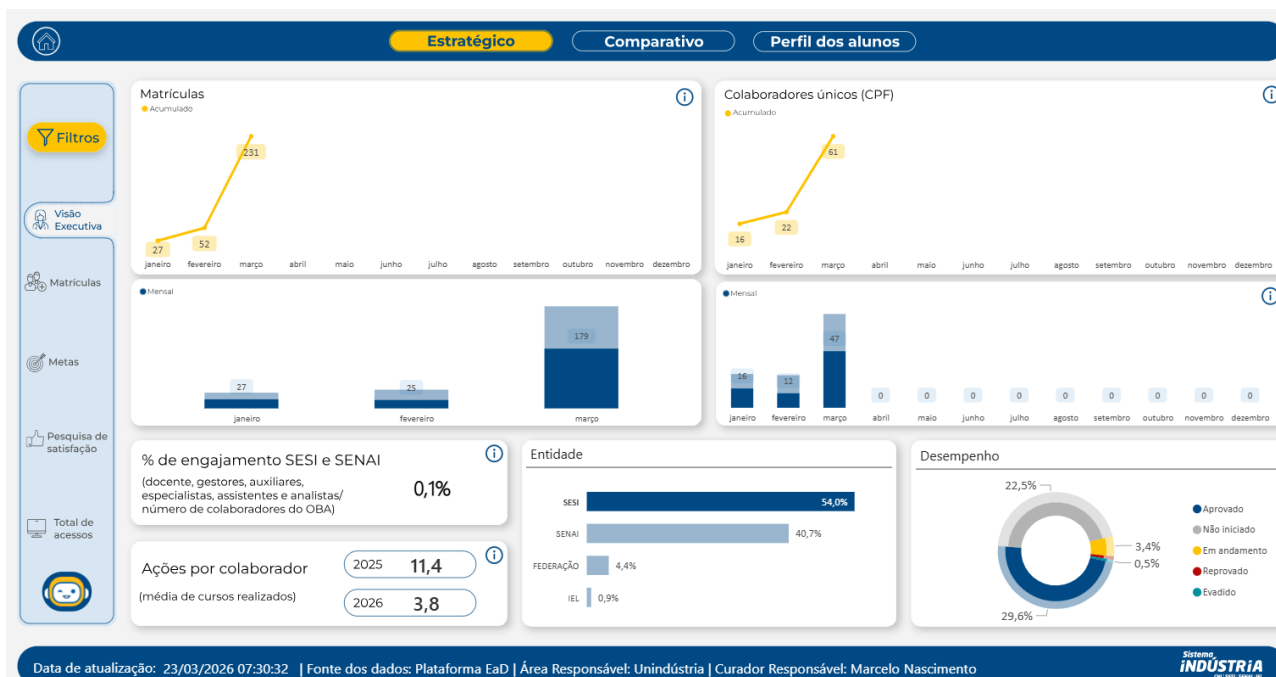 Estratégico
Comparativo
Perfil dos alunos
Filtros
Visão
Executiva
Matrículas
Metas
Pesquisa de
satisfação
Total de
acessos
Matrículas
Acumulado
231
27
52
janeiro fevereiro março abril maio junho julho agosto setembro outubro novembro dezembro
Colaboradores únicos (CPF)
Acumulado
61
16
22
janeiro fevereiro março abril maio junho julho agosto setembro outubro novembro dezembro
Mensal
179
27
25
janeiro fevereiro março
Mensal
47
16
12
0 0 0 0 0 0 0 0 0
janeiro fevereiro março abril maio junho julho agosto setembro outubro novembro dezembro
% de engajamento SESI e SENAI
(docente, gestores, auxiliares,
especialistas, assistentes e analistas/
número de colaboradores do OBA)
0,1%
Ações por colaborador
(média de cursos realizados)
2025 11,4
2026 3,8
Entidade
SESI 54,0%
SENAI 40,7%
FEDERAÇÃO 4,4%
IEL 0,9%
Desempenho
22,5%
3,4%
0,5%
29,6%
Aprovado
Não iniciado
Em andamento
Reprovado
Evadido
Data de atualização: 23/03/2026 07:30:32 | Fonte dos dados: Plataforma EaD | Área Responsável: Unindústria | Curador Responsável: Marcelo Nascimento
Sistema
iNDÚSTRiA